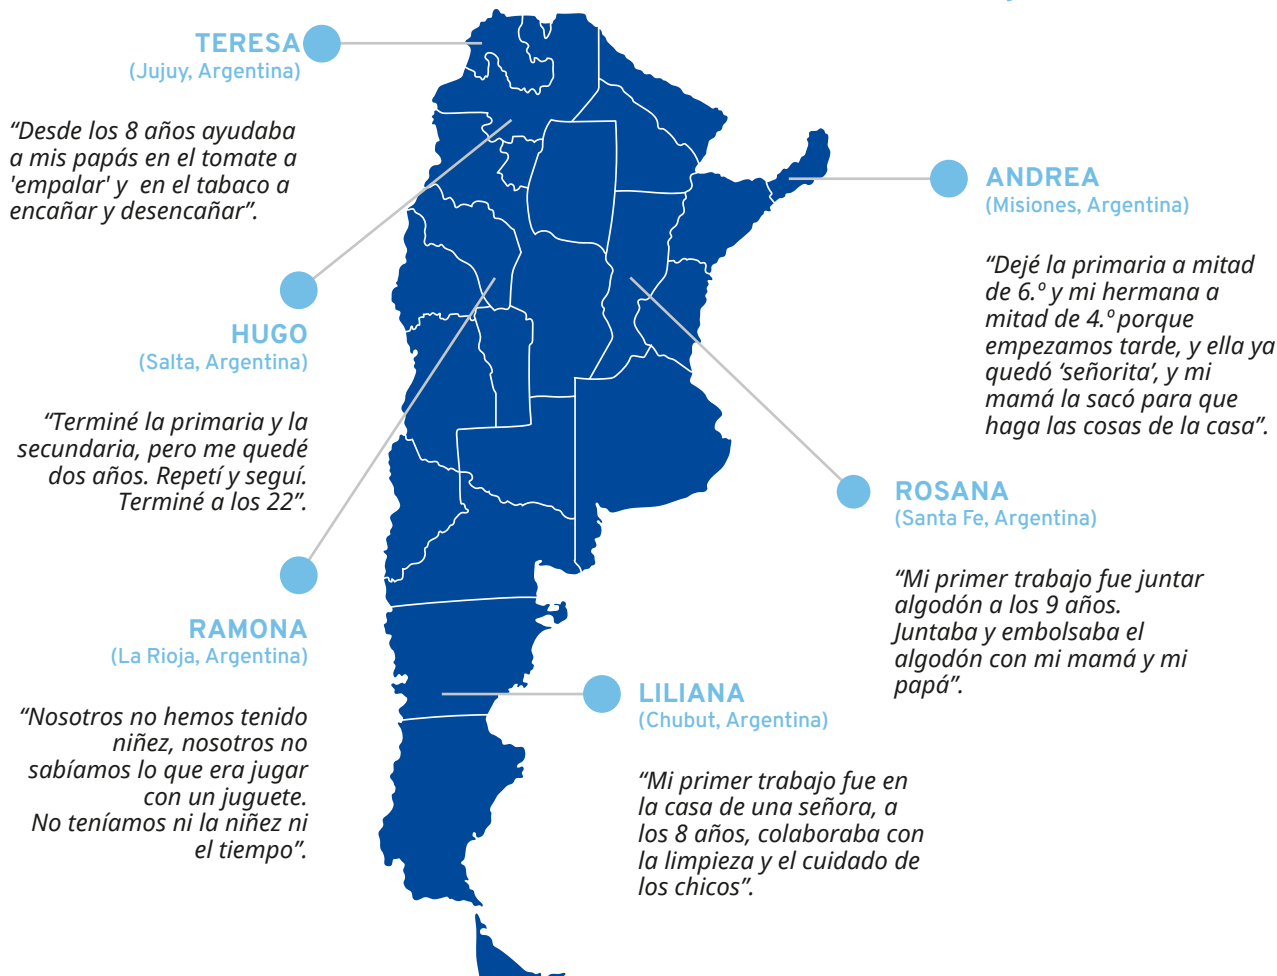 TERESA
(Jujuy, Argentina)
“Desde los 8 años ayudaba
a mis papás en el tomate a
'empalar' y en el tabaco a
encañar y desencañar”.
HUGO
(Salta, Argentina)
“Terminé la primaria y la
secundaria, pero me quedé
dos años. Repetí y seguí.
Terminé a los 22”.
RAMONA
(La Rioja, Argentina)
“Nosotros no hemos tenido
niñez, nosotros no
sabíamos lo que era jugar
con un juguete.
No teníamos ni la niñez ni
el tiempo”.
ANDREA
(Misiones, Argentina)
“Dejé la primaria a mitad
de 6.º y mi hermana a
mitad de 4.º porque
empezamos tarde, y ella ya
quedó ‘señorita’, y mi
mamá la sacó para que
haga las cosas de la casa”.
ROSANA
(Santa Fe, Argentina)
“Mi primer trabajo fue juntar
algodón a los 9 años.
Juntaba y embolsaba el
algodón con mi mamá y mi
papá”.
LILIANA
(Chubut, Argentina)
“Mi primer trabajo fue en
la casa de una señora, a
los 8 años, colaboraba con
la limpieza y el cuidado de
los chicos”.